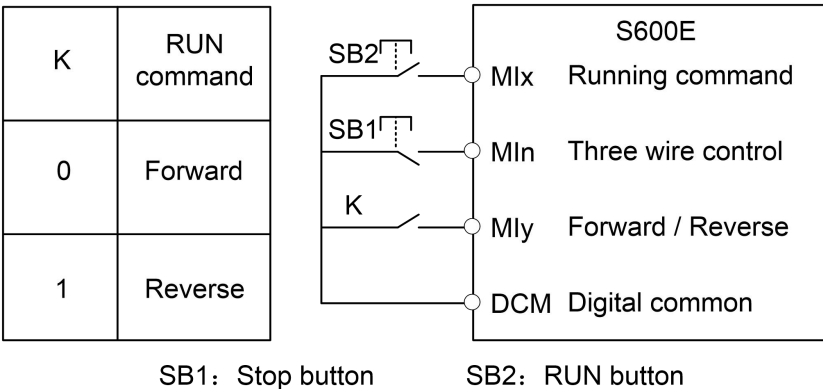 K RUN
command
0 Forward
1 Reverse
S600E
SB2
MIx Running command
SB1
MIn Three wire control
K
MIy Forward / Reverse
DCM Digital common
SB1：Stop button SB2：RUN button